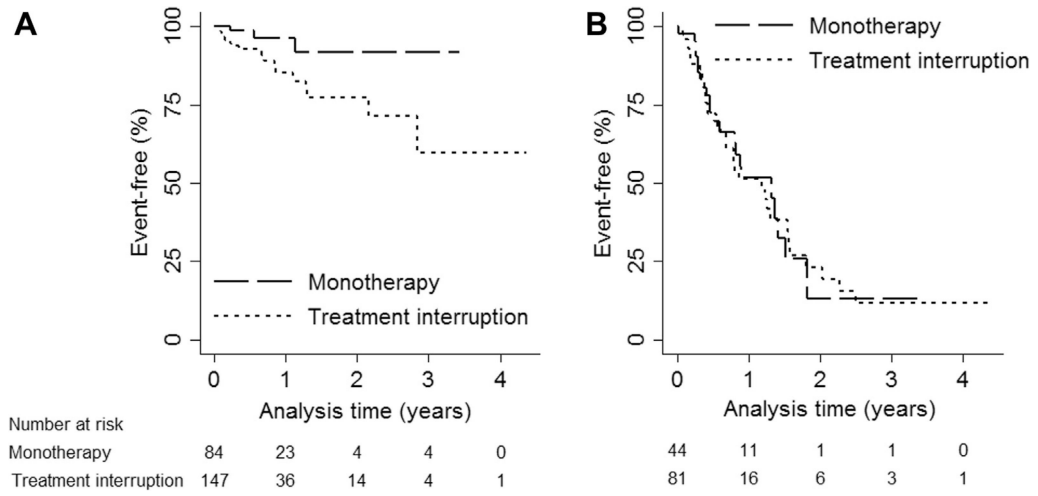 A
Event-free (%)
100
75
50
25
0
Monotherapy
Treatment interruption
0 1 2 3 4
Analysis time (years)
B
Event-free (%)
100
75
50
25
0
Monotherapy
Treatment interruption
0 1 2 3 4
Analysis time (years)
Number at risk
Monotherapy 84 23 4 4 0 44 11 1 1 0
Treatment interruption 147 36 14 4 1 81 16 6 3 1